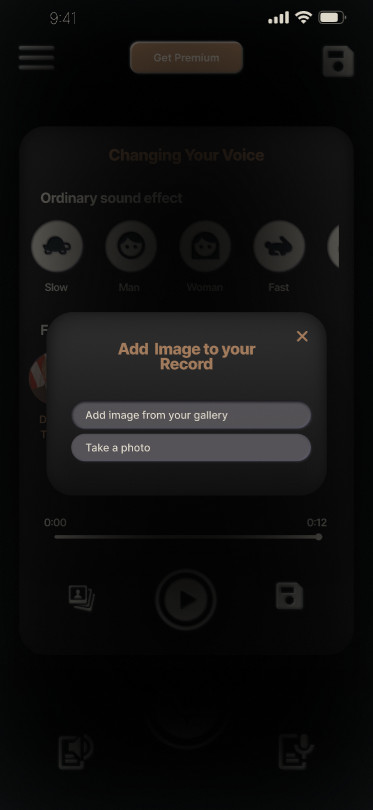 9:41
Get Premium
Changing Your Voice
Ordinary sound effect
Slow Man Woman Fast
F
Add Image to your
Record
Add image from your gallery
Take a photo
D
T
0:00 0:12